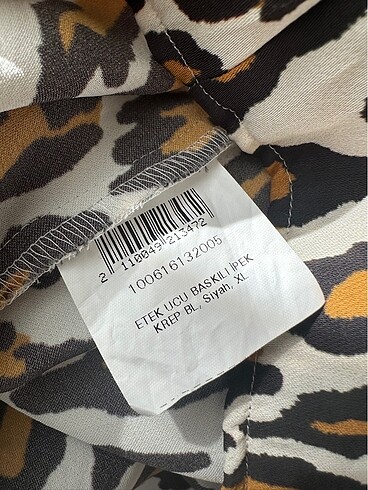 2 110049 213472
100616132005
ETEK UCU BASKILI İPEK
KREP BL, Siyah, XL